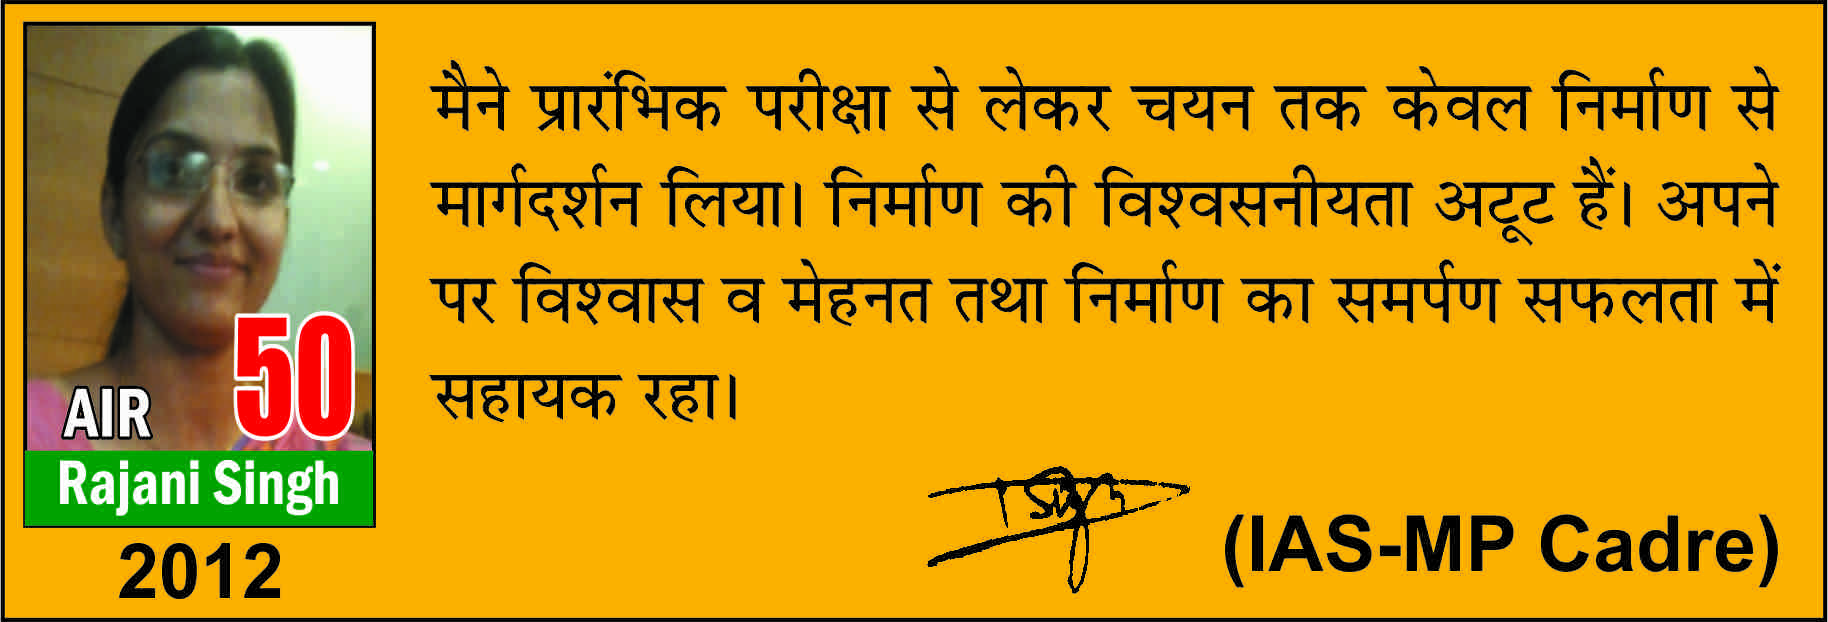 मैने प्रारंभिक परीक्षा से लेकर चयन तक केवल निर्माण से
मार्गदर्शन लिया। निर्माण की विश्वसनीयता अटूट हैं। अपने
पर विश्वास व मेहनत तथा निर्माण का समर्पण सफलता में
सहायक रहा।
AIR 50
Rajani Singh
2012
(IAS-MP Cadre)